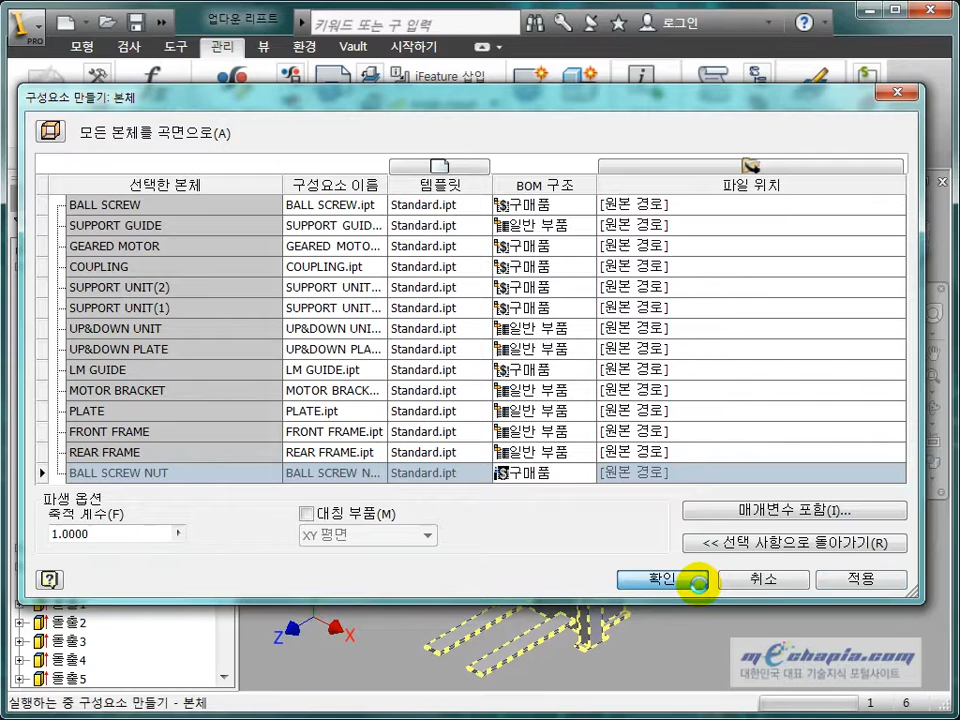 PRO
업다운 리프트
키워드 또는 구 입력
로그인
모형 검사 도구 관리 뷰 환경 Vault 시작하기
iFeature 삽입
구성요소 만들기: 본체
모든 본체를 곡면으로(A)
선택한 본체 구성요소 이름 템플릿 BOM 구조 파일 위치
BALL SCREW BALL SCREW.ipt Standard.ipt 구매품 [원본 경로]
SUPPORT GUIDE SUPPORT GUID... Standard.ipt 일반 부품 [원본 경로]
GEARED MOTOR GEARED MOTO... Standard.ipt 구매품 [원본 경로]
COUPLING COUPLING.ipt Standard.ipt 구매품 [원본 경로]
SUPPORT UNIT(2) SUPPORT UNIT... Standard.ipt 구매품 [원본 경로]
SUPPORT UNIT(1) SUPPORT UNIT... Standard.ipt 구매품 [원본 경로]
UP&DOWN UNIT UP&DOWN UNI... Standard.ipt 일반 부품 [원본 경로]
UP&DOWN PLATE UP&DOWN PLA... Standard.ipt 일반 부품 [원본 경로]
LM GUIDE LM GUIDE.ipt Standard.ipt 구매품 [원본 경로]
MOTOR BRACKET MOTOR BRACK... Standard.ipt 일반 부품 [원본 경로]
PLATE PLATE.ipt Standard.ipt 일반 부품 [원본 경로]
FRONT FRAME FRONT FRAME.ipt Standard.ipt 일반 부품 [원본 경로]
REAR FRAME REAR FRAME.ipt Standard.ipt 일반 부품 [원본 경로]
BALL SCREW NUT BALL SCREW N... Standard.ipt 구매품 [원본 경로]
파생 옵션
축적 계수(F) 대칭 부품(M) 매개변수 포함(I)...
1.0000 XY 평면 << 선택 사항으로 돌아가기(R)
확인 취소 적용
돌출2
돌출3
돌출4
돌출5
Z X
mEchapia.com
대한민국 대표 기술지식 포털사이트
실행하는 중 구성요소 만들기 - 본체 1 6